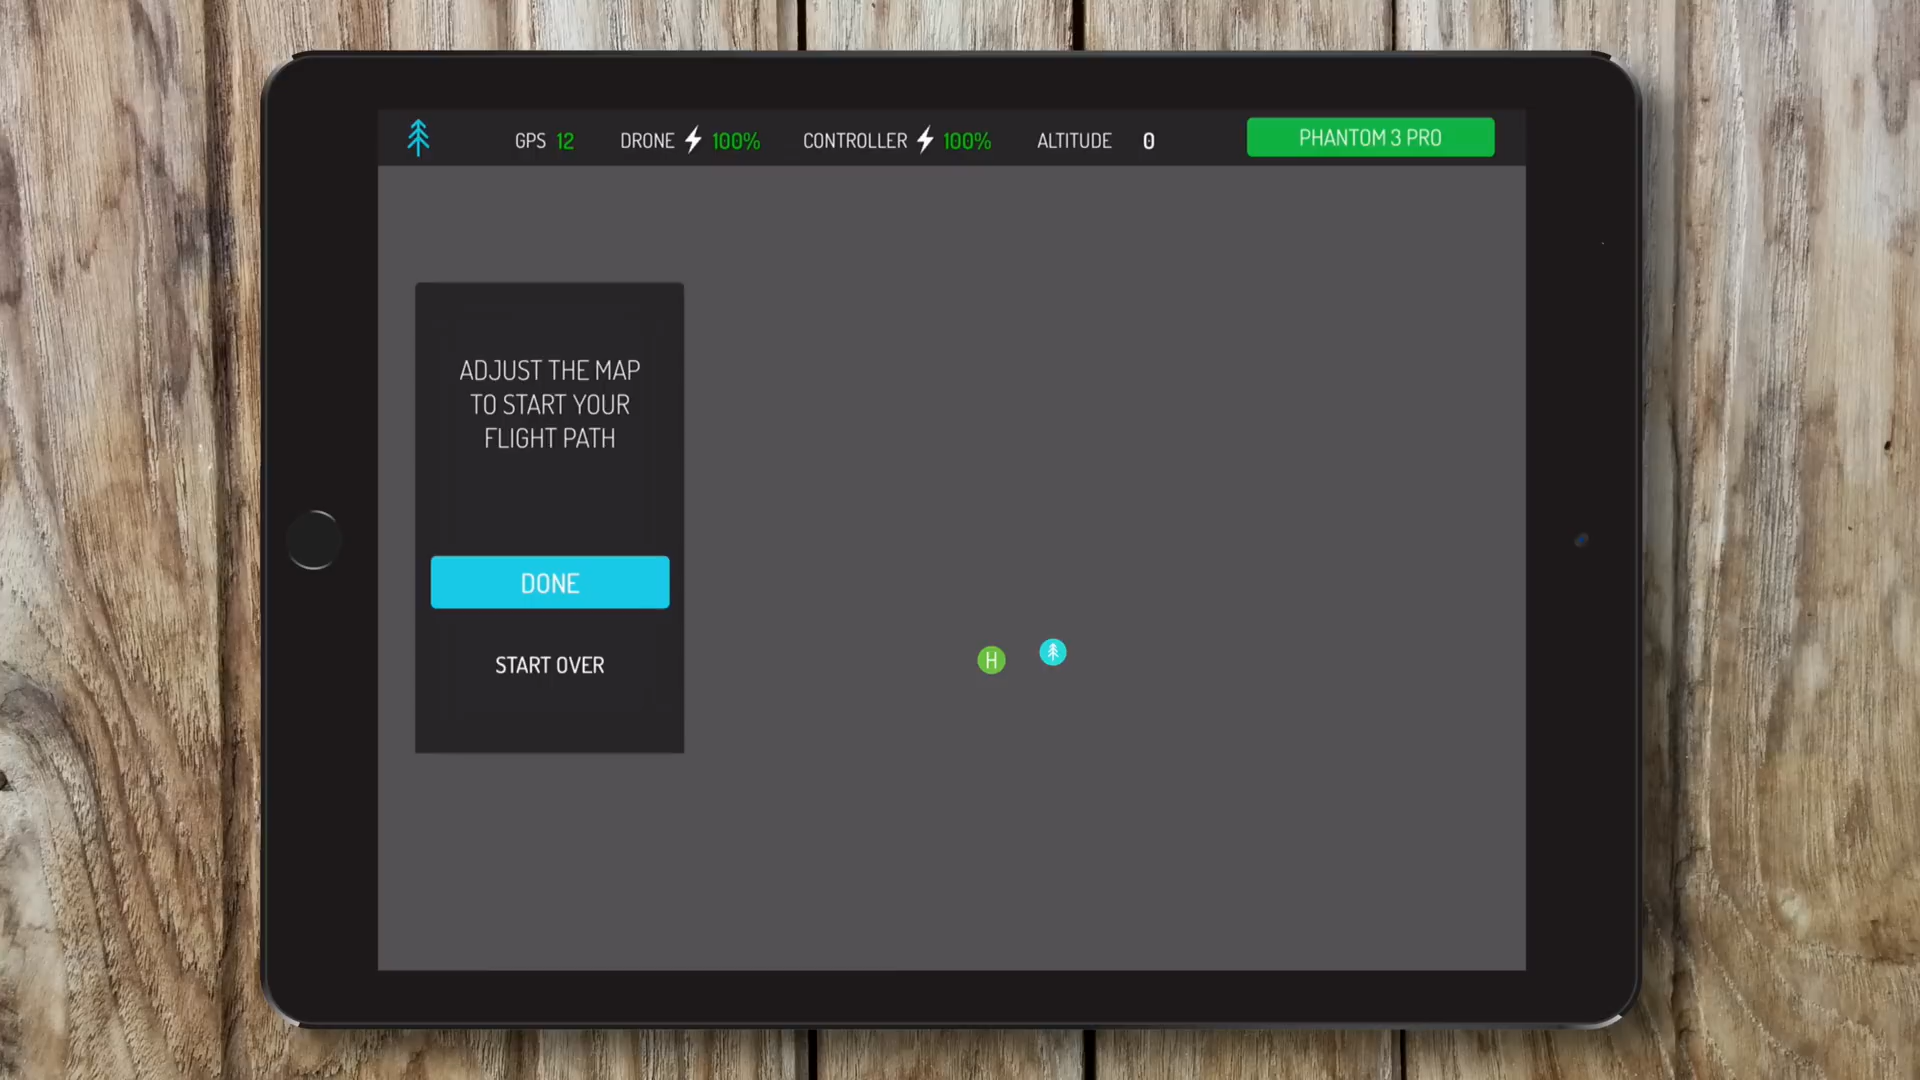 GPS 12 DRONE 100% CONTROLLER 100% ALTITUDE 0 PHANTOM 3 PRO
ADJUST THE MAP
TO START YOUR
FLIGHT PATH
DONE
START OVER
H